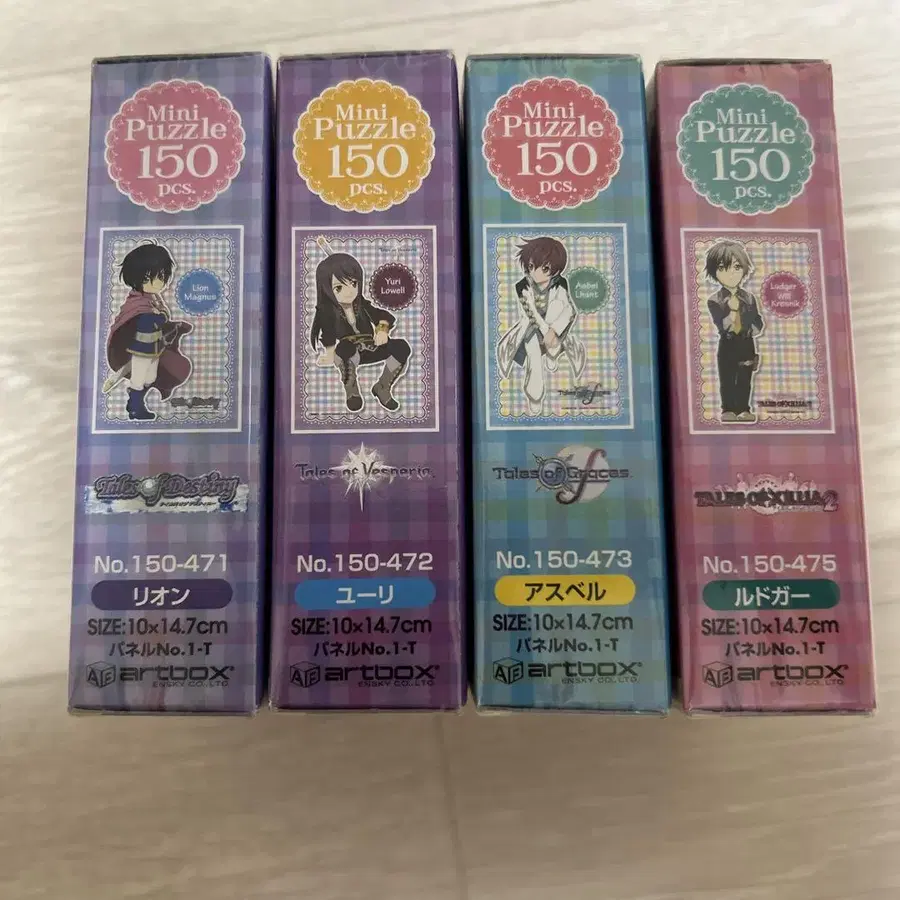 Mini
Puzzle
150
pcs.
Lion
Magnus
Tales of Destiny
No.150-471
リオン
SIZE:10×14.7cm
パネルNo.1-T
artbox
ENSKY CO.,LTD.
Mini
Puzzle
150
pcs.
Yuri
Lowell
Tales of Vesperia
No.150-472
ユーリ
SIZE:10×14.7cm
パネルNo.1-T
artbox
ENSKY CO.,LTD.
Mini
Puzzle
150
pcs.
Asbel
Lhant
Tales of Graces
f
No.150-473
アスベル
SIZE:10×14.7cm
パネルNo.1-T
artbox
ENSKY CO.,LTD.
Mini
Puzzle
150
pcs.
Ludger
Will
Kresnik
TALES OF XILLIA 2
TALES OF XILLIA 2
No.150-475
ルドガー
SIZE:10×14.7cm
パネルNo.1-T
artbox
ENSKY CO.,LTD.